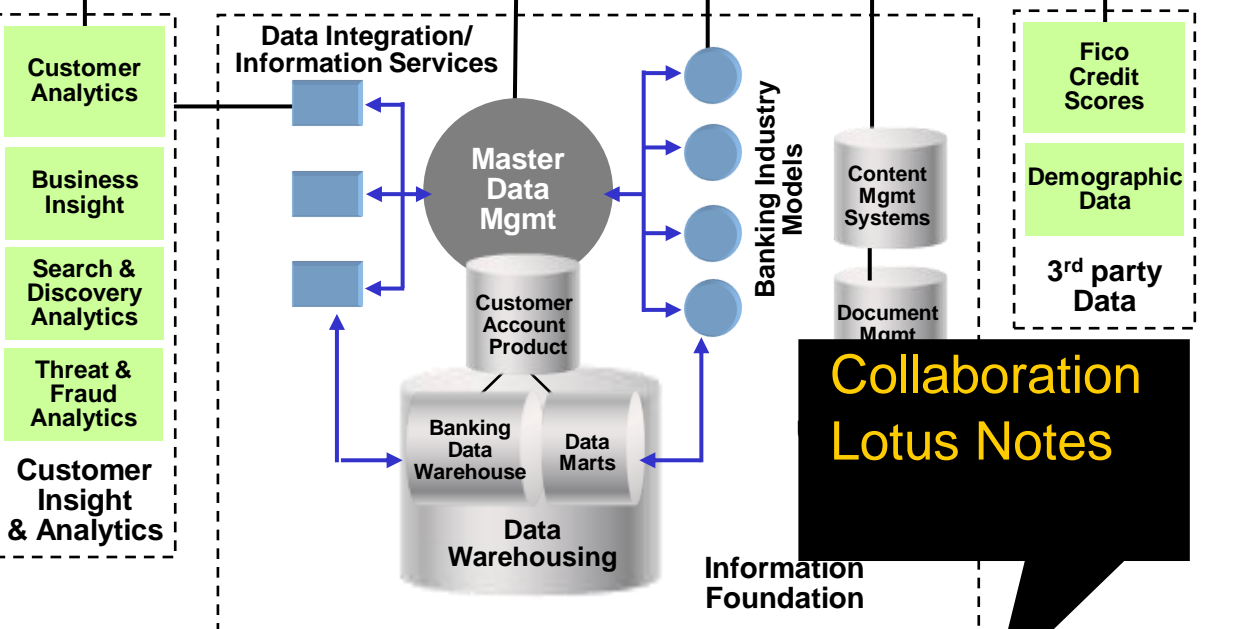 Customer
Analytics
Business
Insight
Search &
Discovery
Analytics
Threat &
Fraud
Analytics
Customer
Insight
& Analytics
Data Integration/
Information Services
Master
Data
Mgmt
Customer
Account
Product
Banking
Data
Warehouse
Data
Marts
Data
Warehousing
Banking Industry
Models
Content
Mgmt
Systems
Document
Mgmt
Information
Foundation
Fico
Credit
Scores
Demographic
Data
3rd party
Data
Collaboration
Lotus Notes